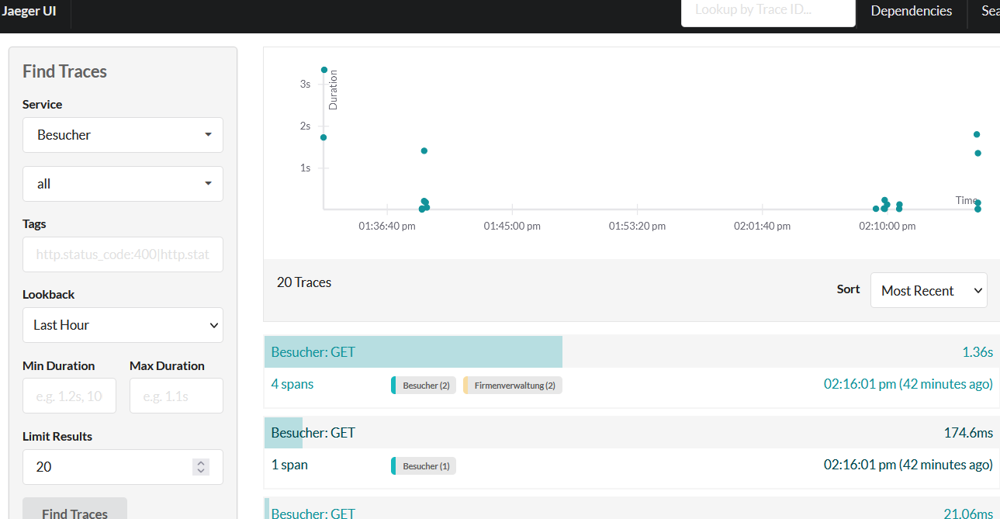 Jaeger UI
Lookup by Trace ID...
Dependencies
Sea
Find Traces
Service
Besucher
all
Tags
http.status_code:400|http.stat
Lookback
Last Hour
Min Duration
Max Duration
e.g. 1.2s, 10
e.g. 1.1s
Limit Results
20
Find Traces
Duration
3s
2s
1s
Time
01:36:40 pm
01:45:00 pm
01:53:20 pm
02:01:40 pm
02:10:00 pm
20 Traces
Sort
Most Recent
Besucher: GET
1.36s
4 spans
Besucher (2)
Firmenverwaltung (2)
02:16:01 pm (42 minutes ago)
Besucher: GET
174.6ms
1 span
Besucher (1)
02:16:01 pm (42 minutes ago)
Besucher: GET
21.06ms